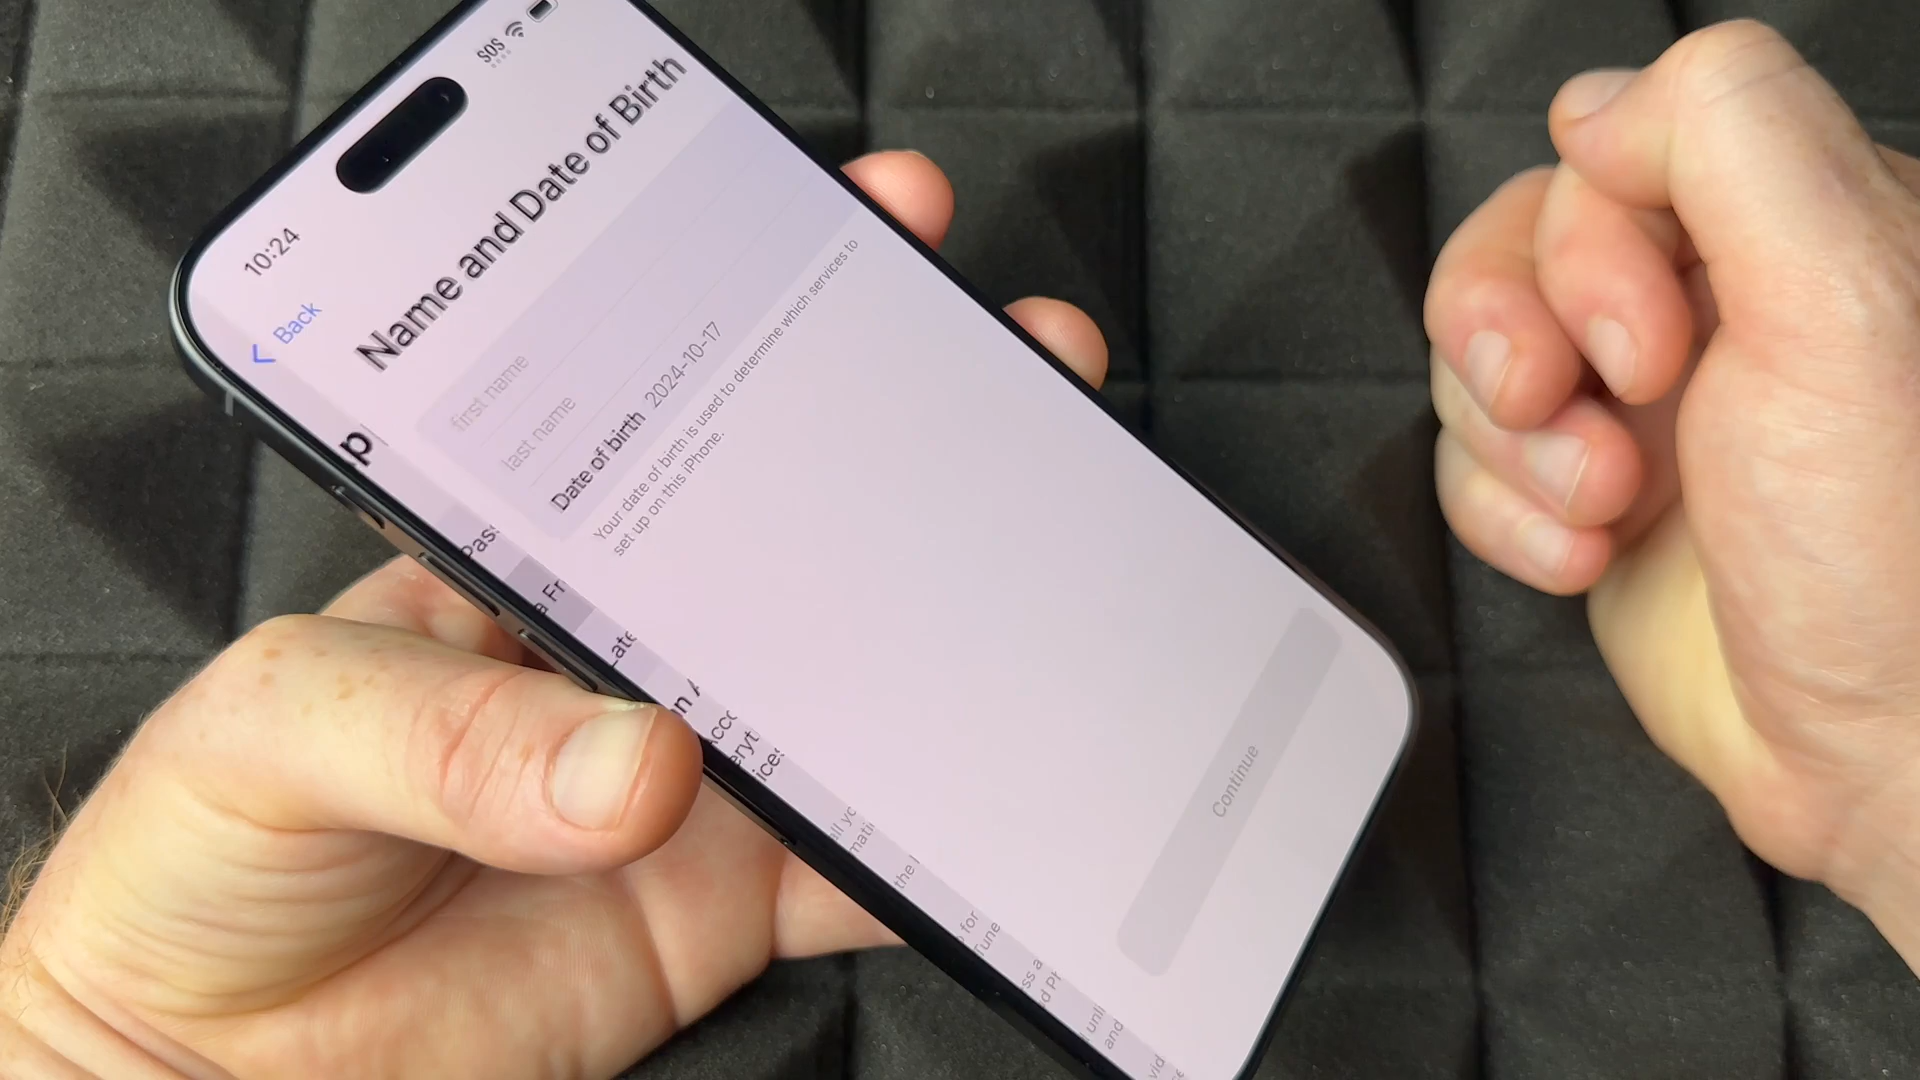 10:24
SOS
Back
Name and Date of Birth
first name
last name
Date of birth 2024-10-17
Your date of birth is used to determine which services to
set up on this iPhone.
Continue